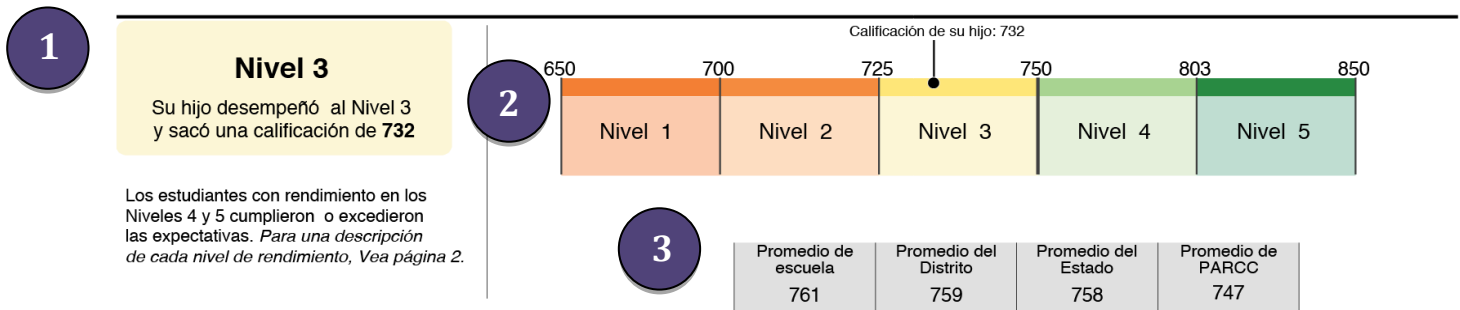 1
Nivel 3
Su hijo desempeñó al Nivel 3
y sacó una calificación de 732
Los estudiantes con rendimiento en los
Niveles 4 y 5 cumplieron o excedieron
las expectativas. Para una descripción
de cada nivel de rendimiento, Vea página 2.
2
Calificación de su hijo: 732
650 700 725 750 803 850
Nivel 1 Nivel 2 Nivel 3 Nivel 4 Nivel 5
3
Promedio de escuela
761
Promedio del Distrito
759
Promedio del Estado
758
Promedio de PARCC
747